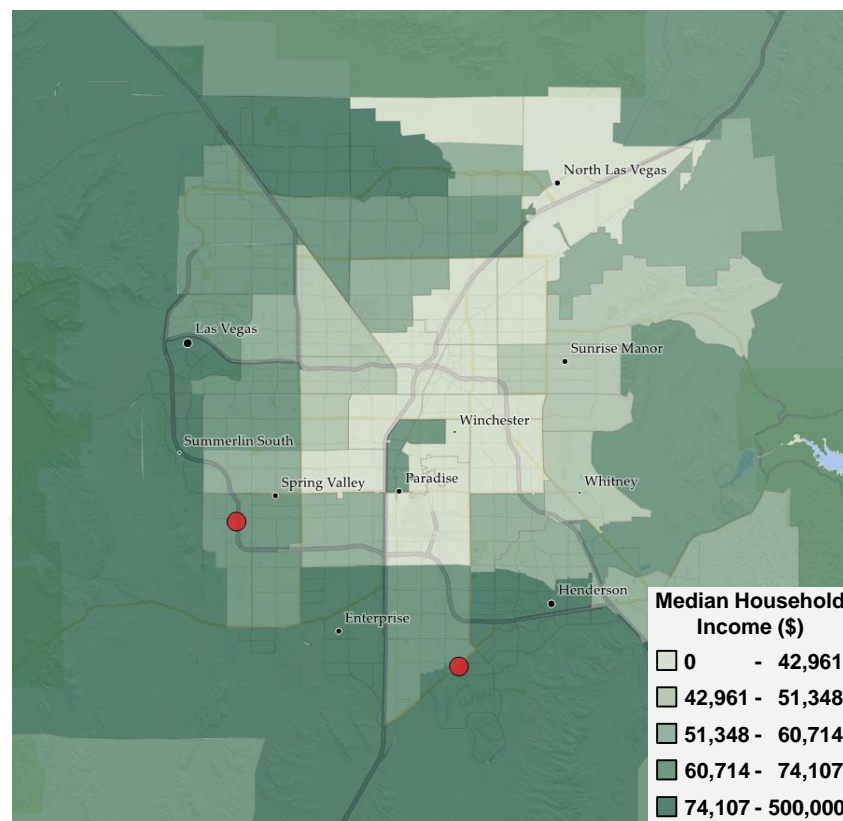 North Las Vegas
Las Vegas
Sunrise Manor
Winchester
Summerlin South
Spring Valley
Paradise
Whitney
Henderson
Enterprise
Median Household
Income ($)
0 - 42,961
42,961 - 51,348
51,348 - 60,714
60,714 - 74,107
74,107 - 500,000